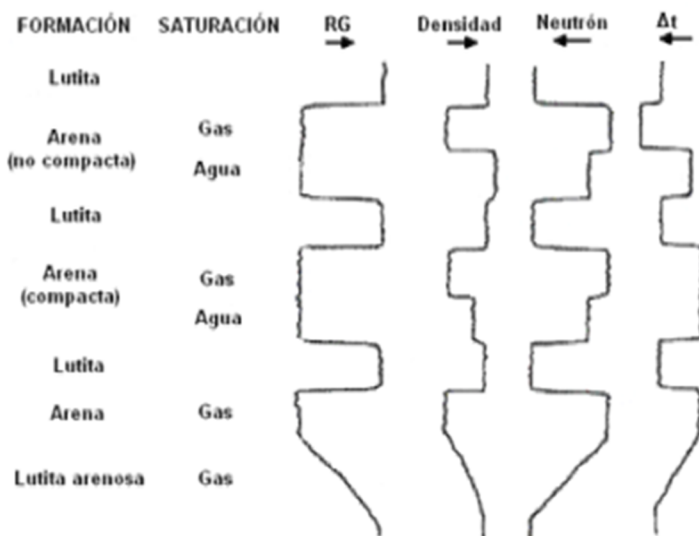 FORMACIÓN SATURACIÓN RG Densidad Neutrón Δt
Lutita
Arena
(no compacta)
Gas
Agua
Lutita
Arena
(compacta)
Gas
Agua
Lutita
Arena Gas
Lutita arenosa Gas